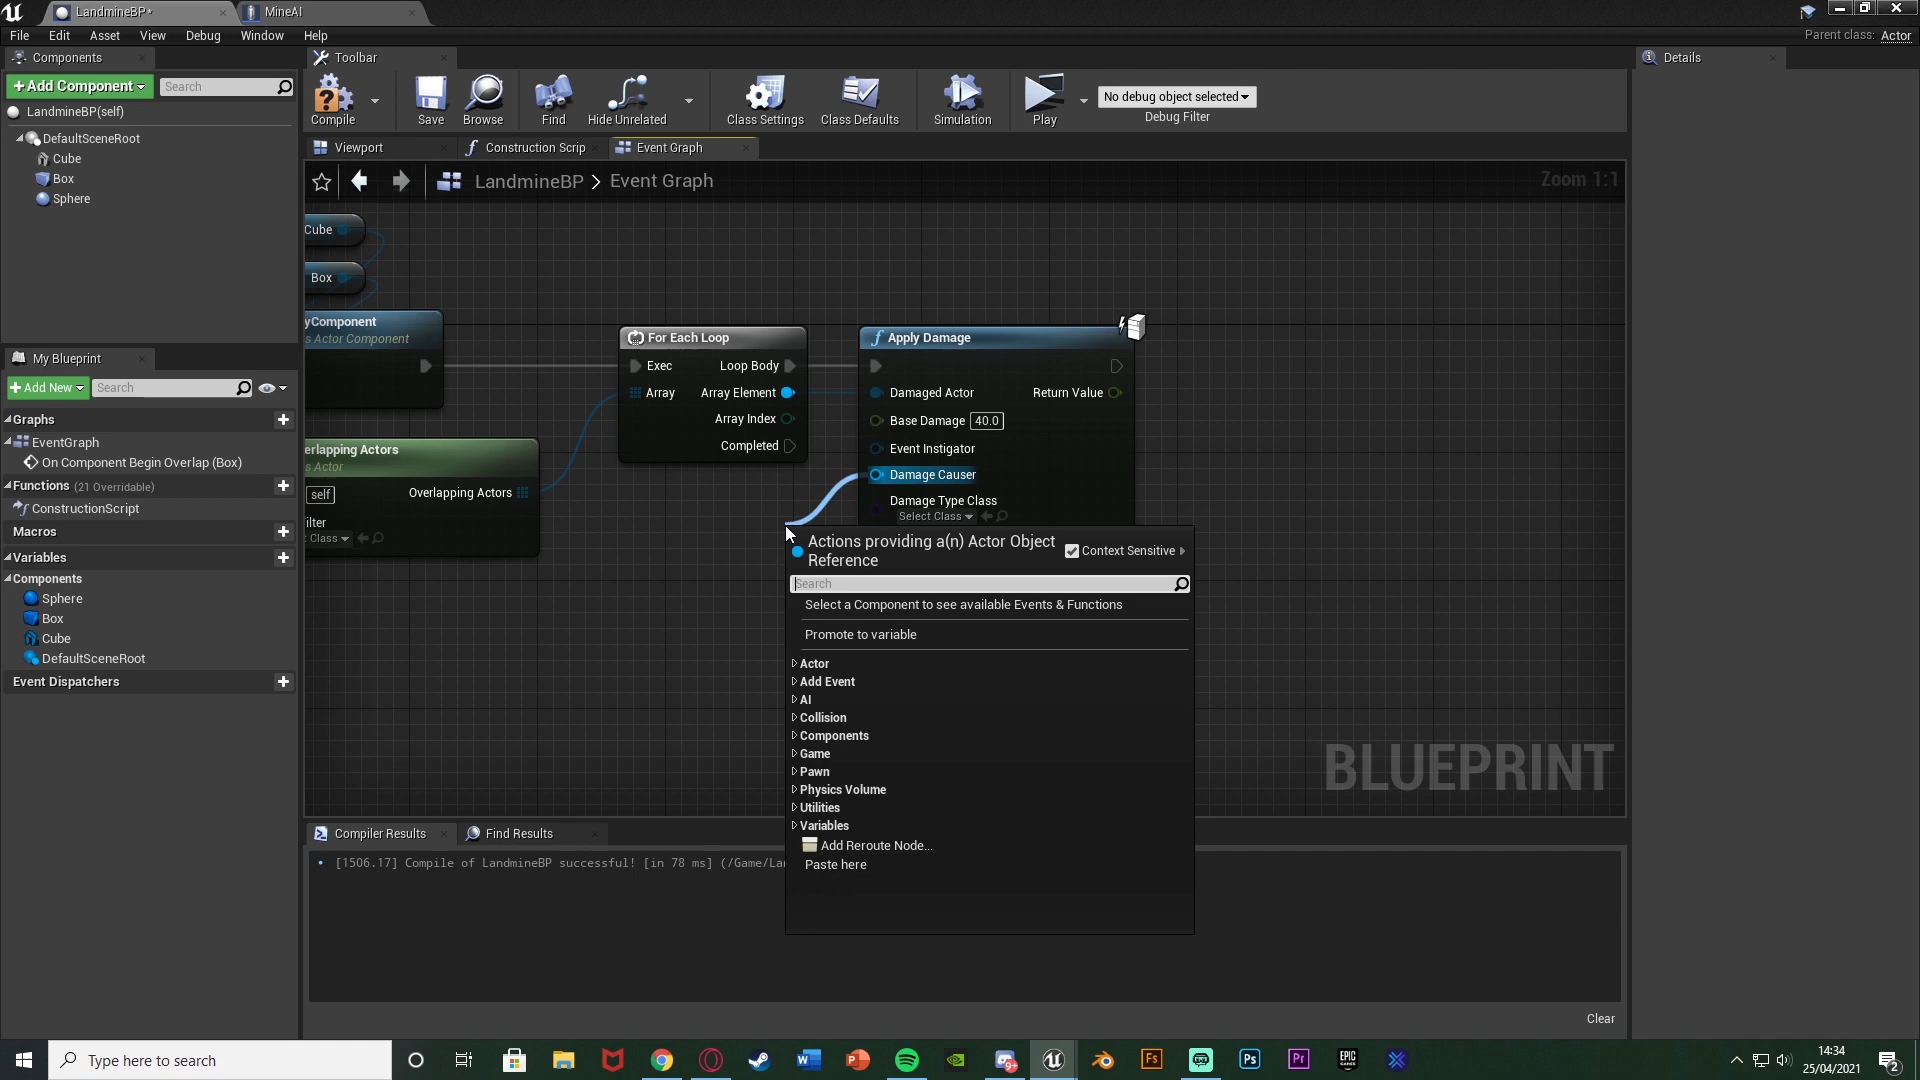 LandmineBP*
MineAI
File Edit Asset View Debug Window Help
Parent class: Actor
Components
Toolbar
Details
+Add Component
Search
LandmineBP(self)
DefaultSceneRoot
Cube
Box
Sphere
Compile
Save
Browse
Find
Hide Unrelated
Class Settings
Class Defaults
Simulation
Play
No debug object selected
Debug Filter
Viewport
Construction Scrip
Event Graph
LandmineBP > Event Graph
Zoom 1:1
Cube
Box
yComponent
s Actor Component
For Each Loop
Exec
Loop Body
Array
Array Element
Array Index
Completed
Apply Damage
Damaged Actor
Return Value
Base Damage 40.0
Event Instigator
Damage Causer
Damage Type Class
Select Class
erlapping Actors
s Actor
self
Overlapping Actors
ilter
t Class
My Blueprint
+Add New
Search
Graphs
EventGraph
On Component Begin Overlap (Box)
Functions (21 Overridable)
ConstructionScript
Macros
Variables
Components
Sphere
Box
Cube
DefaultSceneRoot
Event Dispatchers
Actions providing a(n) Actor Object
Reference
Context Sensitive
Search
Select a Component to see available Events & Functions
Promote to variable
Actor
Add Event
AI
Collision
Components
Game
Pawn
Physics Volume
Utilities
Variables
Add Reroute Node...
Paste here
BLUEPRINT
Compiler Results
Find Results
[1506.17] Compile of LandmineBP successful! [in 78 ms] (/Game/La
Clear
Type here to search
14:34
25/04/2021